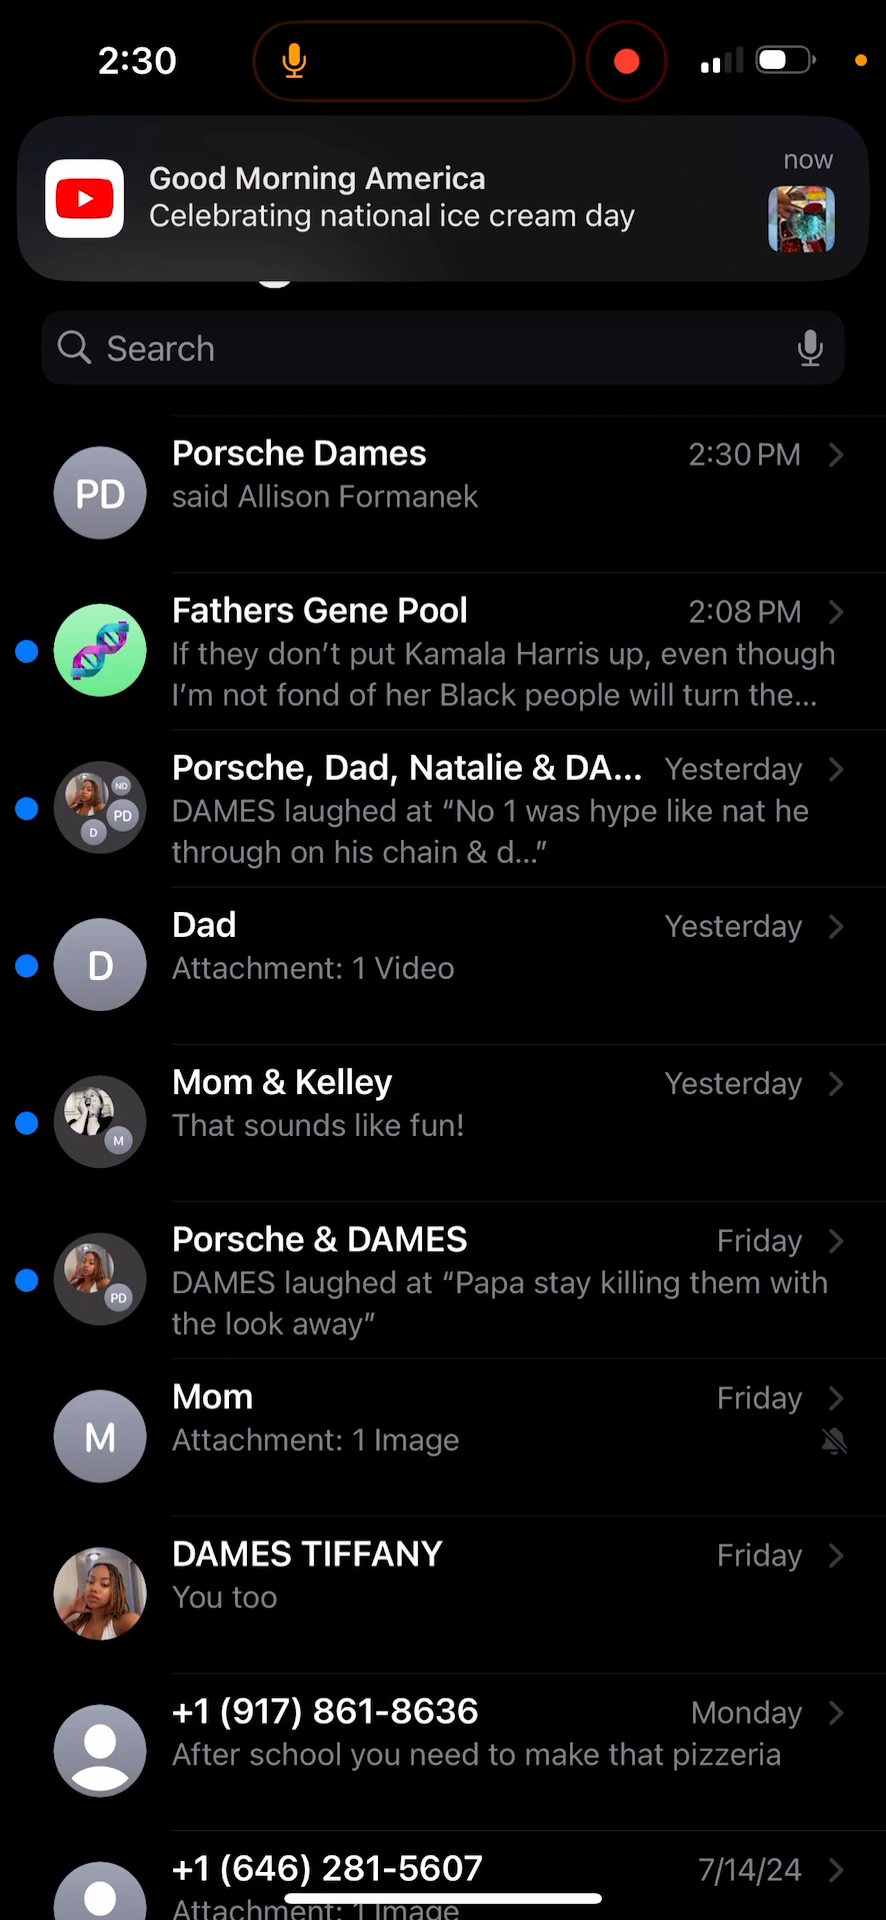 2:30
Good Morning America
now
Celebrating national ice cream day
Search
Porsche Dames
2:30 PM
PD
said Allison Formanek
Fathers Gene Pool
2:08 PM
If they don’t put Kamala Harris up, even though
I’m not fond of her Black people will turn the...
Porsche, Dad, Natalie & DA...
Yesterday
ND
PD
D
DAMES laughed at “No 1 was hype like nat he
through on his chain & d...”
Dad
Yesterday
D
Attachment: 1 Video
Mom & Kelley
Yesterday
M
That sounds like fun!
Porsche & DAMES
Friday
PD
DAMES laughed at “Papa stay killing them with
the look away”
Mom
Friday
M
Attachment: 1 Image
DAMES TIFFANY
Friday
You too
+1 (917) 861-8636
Monday
After school you need to make that pizzeria
+1 (646) 281-5607
7/14/24
Attachment: 1 Image